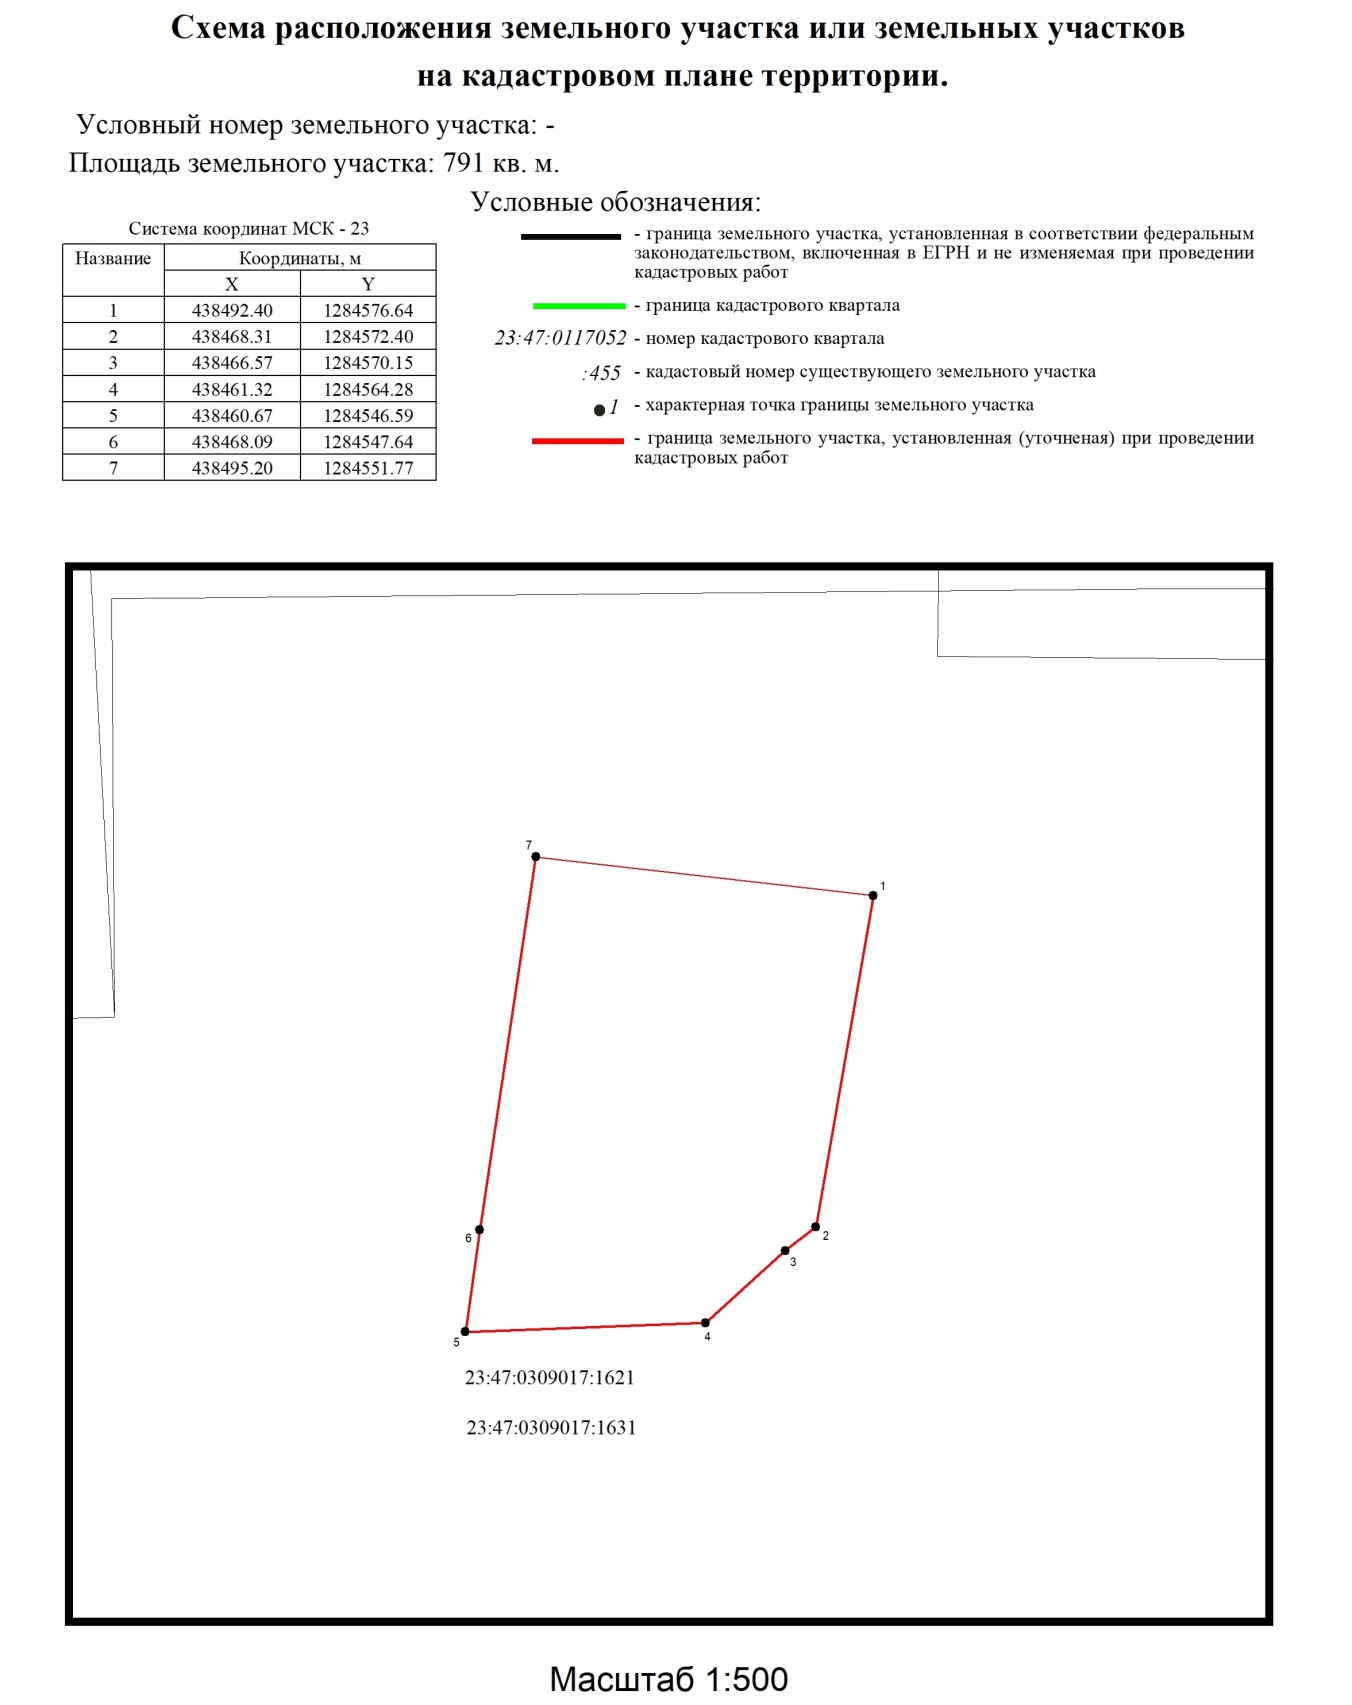 Схема расположения земельного участка или земельных участков
на кадастровом плане территории.
Условный номер земельного участка: -
Площадь земельного участка: 791 кв. м.
Система координат МСК - 23
Название Координаты, м
X Y
1 438492.40 1284576.64
2 438468.31 1284572.40
3 438466.57 1284570.15
4 438461.32 1284564.28
5 438460.67 1284546.59
6 438468.09 1284547.64
7 438495.20 1284551.77
Условные обозначения:
- граница земельного участка, установленная в соответствии федеральным
законодательством, включенная в ЕГРН и не изменяемая при проведении
кадастровых работ
- граница кадастрового квартала
23:47:0117052 - номер кадастрового квартала
:455 - кадастовый номер существующего земельного участка
1 - характерная точка границы земельного участка
- граница земельного участка, установленная (уточненая) при проведении
кадастровых работ
7
1
6
2
3
5
4
23:47:0309017:1621
23:47:0309017:1631
Масштаб 1:500